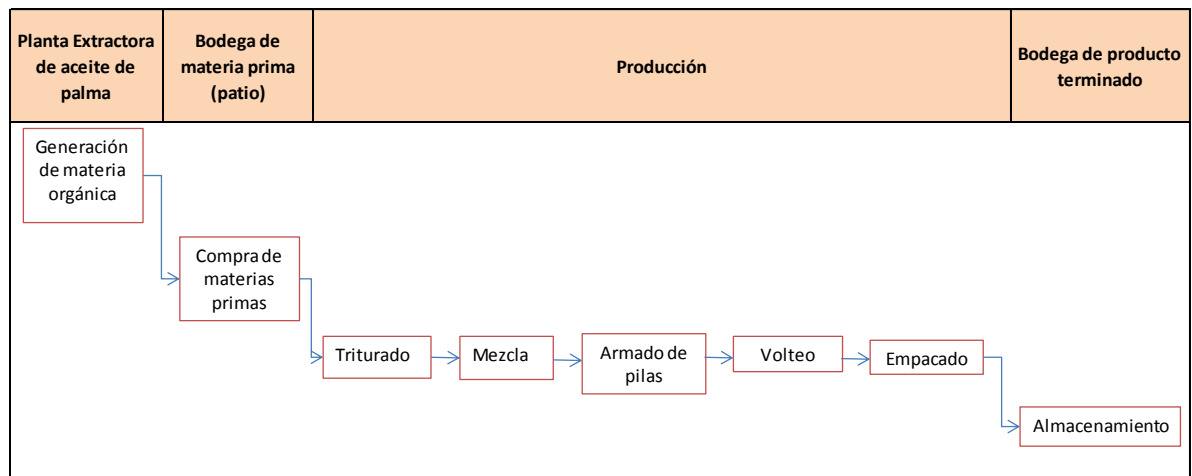 Planta Extractora
de aceite de
palma
Bodega de
materia prima
(patio)
Producción
Bodega de producto
terminado
Generación
de materia
orgánica
Compra de
materias
primas
Triturado
Mezcla
Armado de
pilas
Volteo
Empacado
Almacenamiento